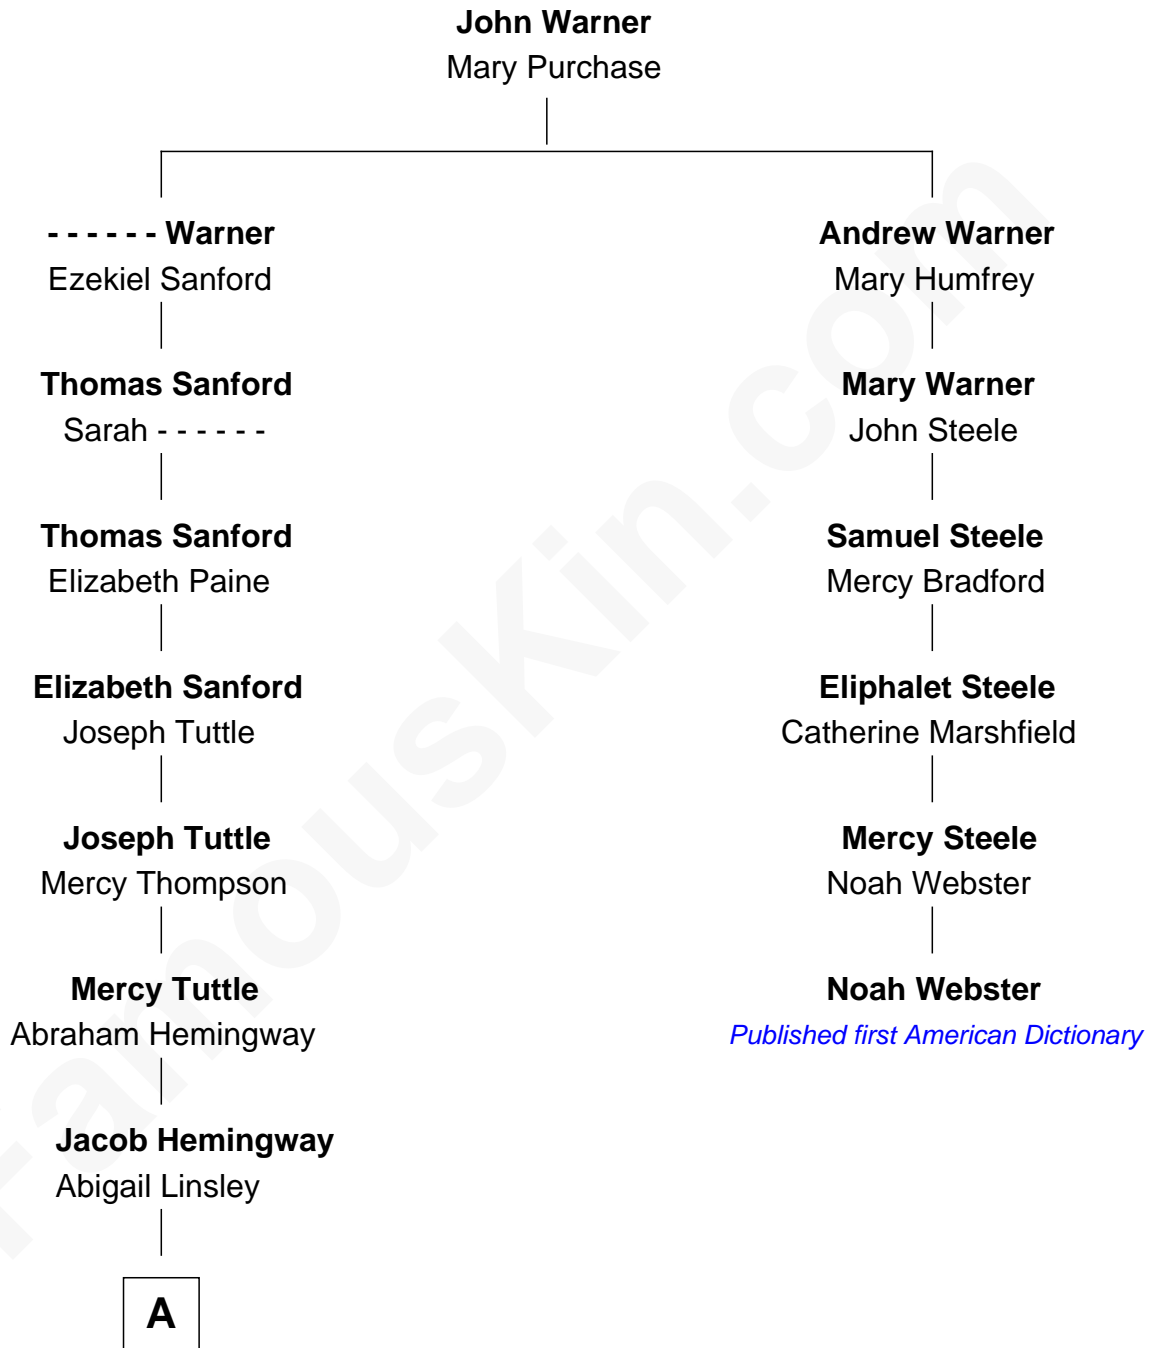 John Warner
Mary Purchase
- - - - - - Warner
Ezekiel Sanford
Thomas Sanford
Sarah - - - - - -
Thomas Sanford
Elizabeth Paine
Elizabeth Sanford
Joseph Tuttle
Joseph Tuttle
Mercy Thompson
Mercy Tuttle
Abraham Hemingway
Jacob Hemingway
Abigail Linsley
A
Andrew Warner
Mary Humfrey
Mary Warner
John Steele
Samuel Steele
Mercy Bradford
Eliphalet Steele
Catherine Marshfield
Mercy Steele
Noah Webster
Noah Webster
Published first American Dictionary
FamousKin.com